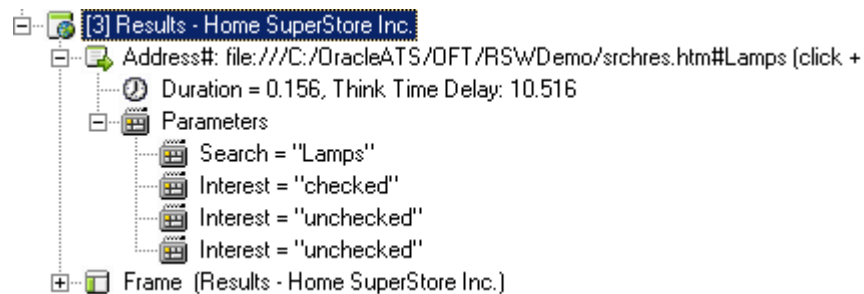 [3] Results - Home SuperStore Inc.
Address#: file:///C:/OracleATS/OFT/RSWDemo/srchres.htm#Lamps (click +
Duration = 0.156, Think Time Delay: 10.516
Parameters
Search = "Lamps"
Interest = "checked"
Interest = "unchecked"
Interest = "unchecked"
Frame (Results - Home SuperStore Inc.)